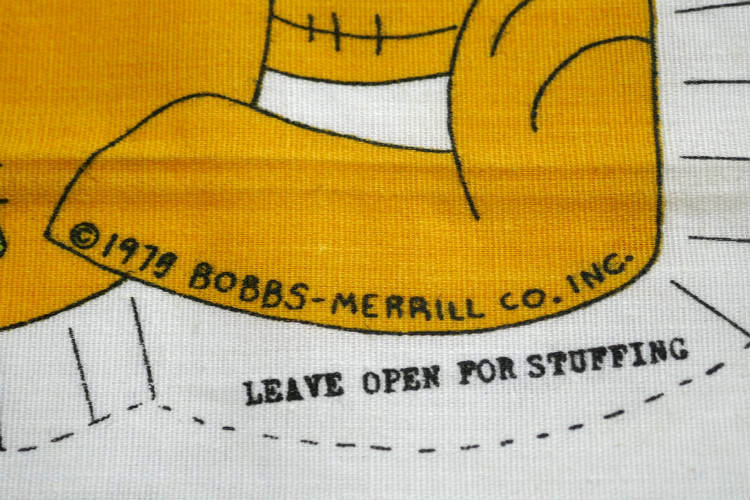 ©1979 BOBBS-MERRILL CO. INC.
LEAVE OPEN FOR STUFFING